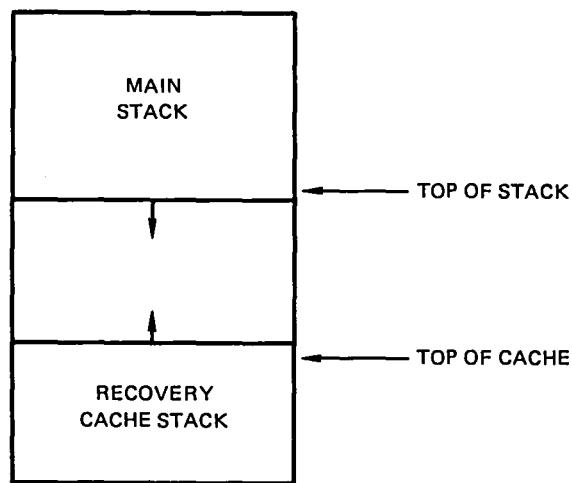 MAIN
STACK
TOP OF STACK
TOP OF CACHE
RECOVERY
CACHE STACK